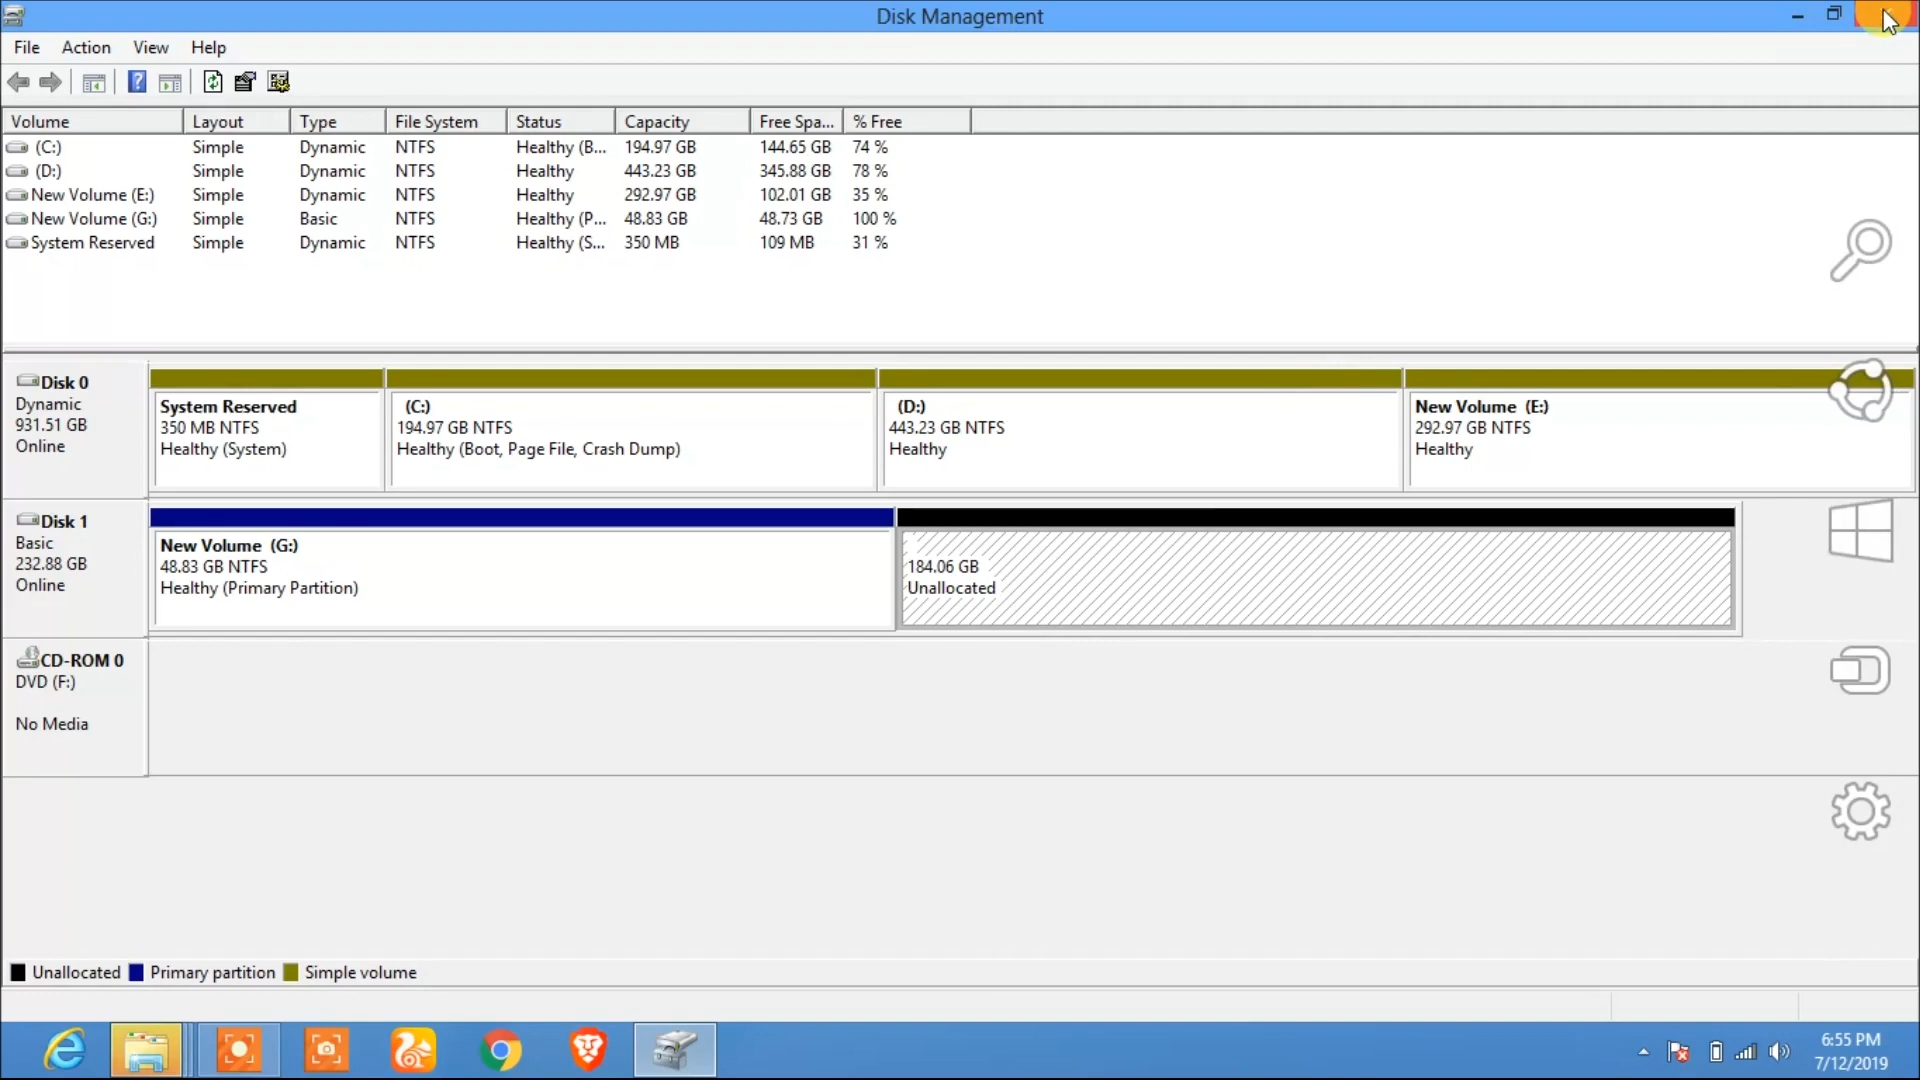 Disk Management
File Action View Help
Volume Layout Type File System Status Capacity Free Spa... % Free
(C:) Simple Dynamic NTFS Healthy (B... 194.97 GB 144.65 GB 74 %
(D:) Simple Dynamic NTFS Healthy 443.23 GB 345.88 GB 78 %
New Volume (E:) Simple Dynamic NTFS Healthy 292.97 GB 102.01 GB 35 %
New Volume (G:) Simple Basic NTFS Healthy (P... 48.83 GB 48.73 GB 100 %
System Reserved Simple Dynamic NTFS Healthy (S... 350 MB 109 MB 31 %
Disk 0
Dynamic
931.51 GB
Online
System Reserved
350 MB NTFS
Healthy (System)
(C:)
194.97 GB NTFS
Healthy (Boot, Page File, Crash Dump)
(D:)
443.23 GB NTFS
Healthy
New Volume (E:)
292.97 GB NTFS
Healthy
Disk 1
Basic
232.88 GB
Online
New Volume (G:)
48.83 GB NTFS
Healthy (Primary Partition)
184.06 GB
Unallocated
CD-ROM 0
DVD (F:)
No Media
Unallocated Primary partition Simple volume
6:55 PM
7/12/2019